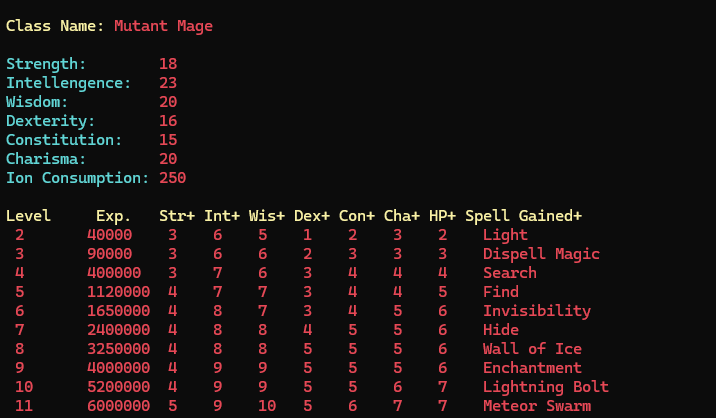 Class Name: Mutant Mage
Strength: 18
Intellengence: 23
Wisdom: 20
Dexterity: 16
Constitution: 15
Charisma: 20
Ion Consumption: 250
Level Exp. Str+ Int+ Wis+ Dex+ Con+ Cha+ HP+ Spell Gained+
2 40000 3 6 5 1 2 3 2 Light
3 90000 3 6 6 2 3 3 3 Dispell Magic
4 400000 3 7 6 3 4 4 4 Search
5 1120000 4 7 7 3 4 4 5 Find
6 1650000 4 8 7 3 4 5 6 Invisibility
7 2400000 4 8 8 4 5 5 6 Hide
8 3250000 4 8 8 5 5 5 6 Wall of Ice
9 4000000 4 9 9 5 5 5 6 Enchantment
10 5200000 4 9 9 5 5 6 7 Lightning Bolt
11 6000000 5 9 10 5 6 7 7 Meteor Swarm